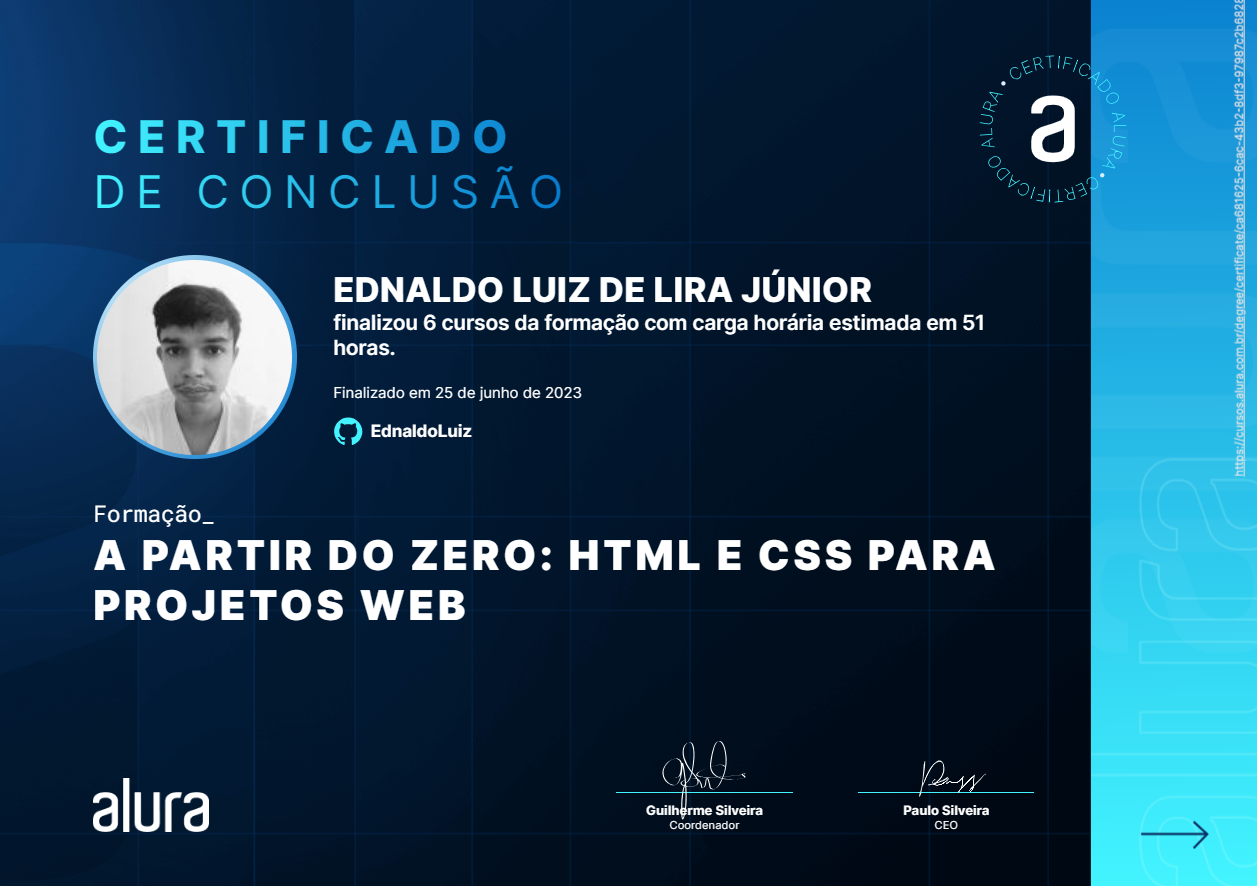 CERTIFICADO
DE CONCLUSÃO
CERTIFICADO ALURA • CERTIFICADO ALURA •
a
EDNALDO LUIZ DE LIRA JÚNIOR
finalizou 6 cursos da formação com carga horária estimada em 51
horas.
Finalizado em 25 de junho de 2023
EdnaldoLuiz
Formação_
A PARTIR DO ZERO: HTML E CSS PARA
PROJETOS WEB
alura
Guilherme Silveira
Coordenador
Paulo Silveira
CEO
alura
https://cursos.alura.com.br/degree/certificate/ca681625-6cac-43b2-8df3-97987c2b6828